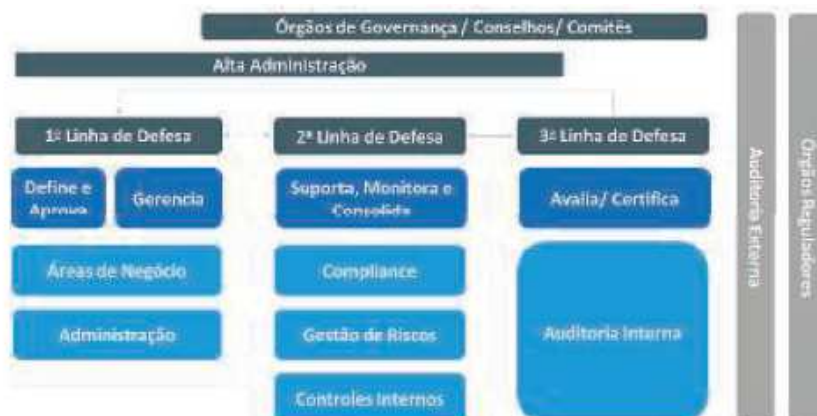 Órgãos de Governança / Conselhos/ Comitês
Alta Administração
1ª Linha de Defesa
2ª Linha de Defesa
3ª Linha de Defesa
Define e
Aprova
Gerencia
Suporta, Monitora e
Consolida
Avalia/ Certifica
Áreas de Negócio
Compliance
Auditoria Interna
Administração
Gestão de Riscos
Controles Internos
Auditoria Externa
Órgãos Reguladores